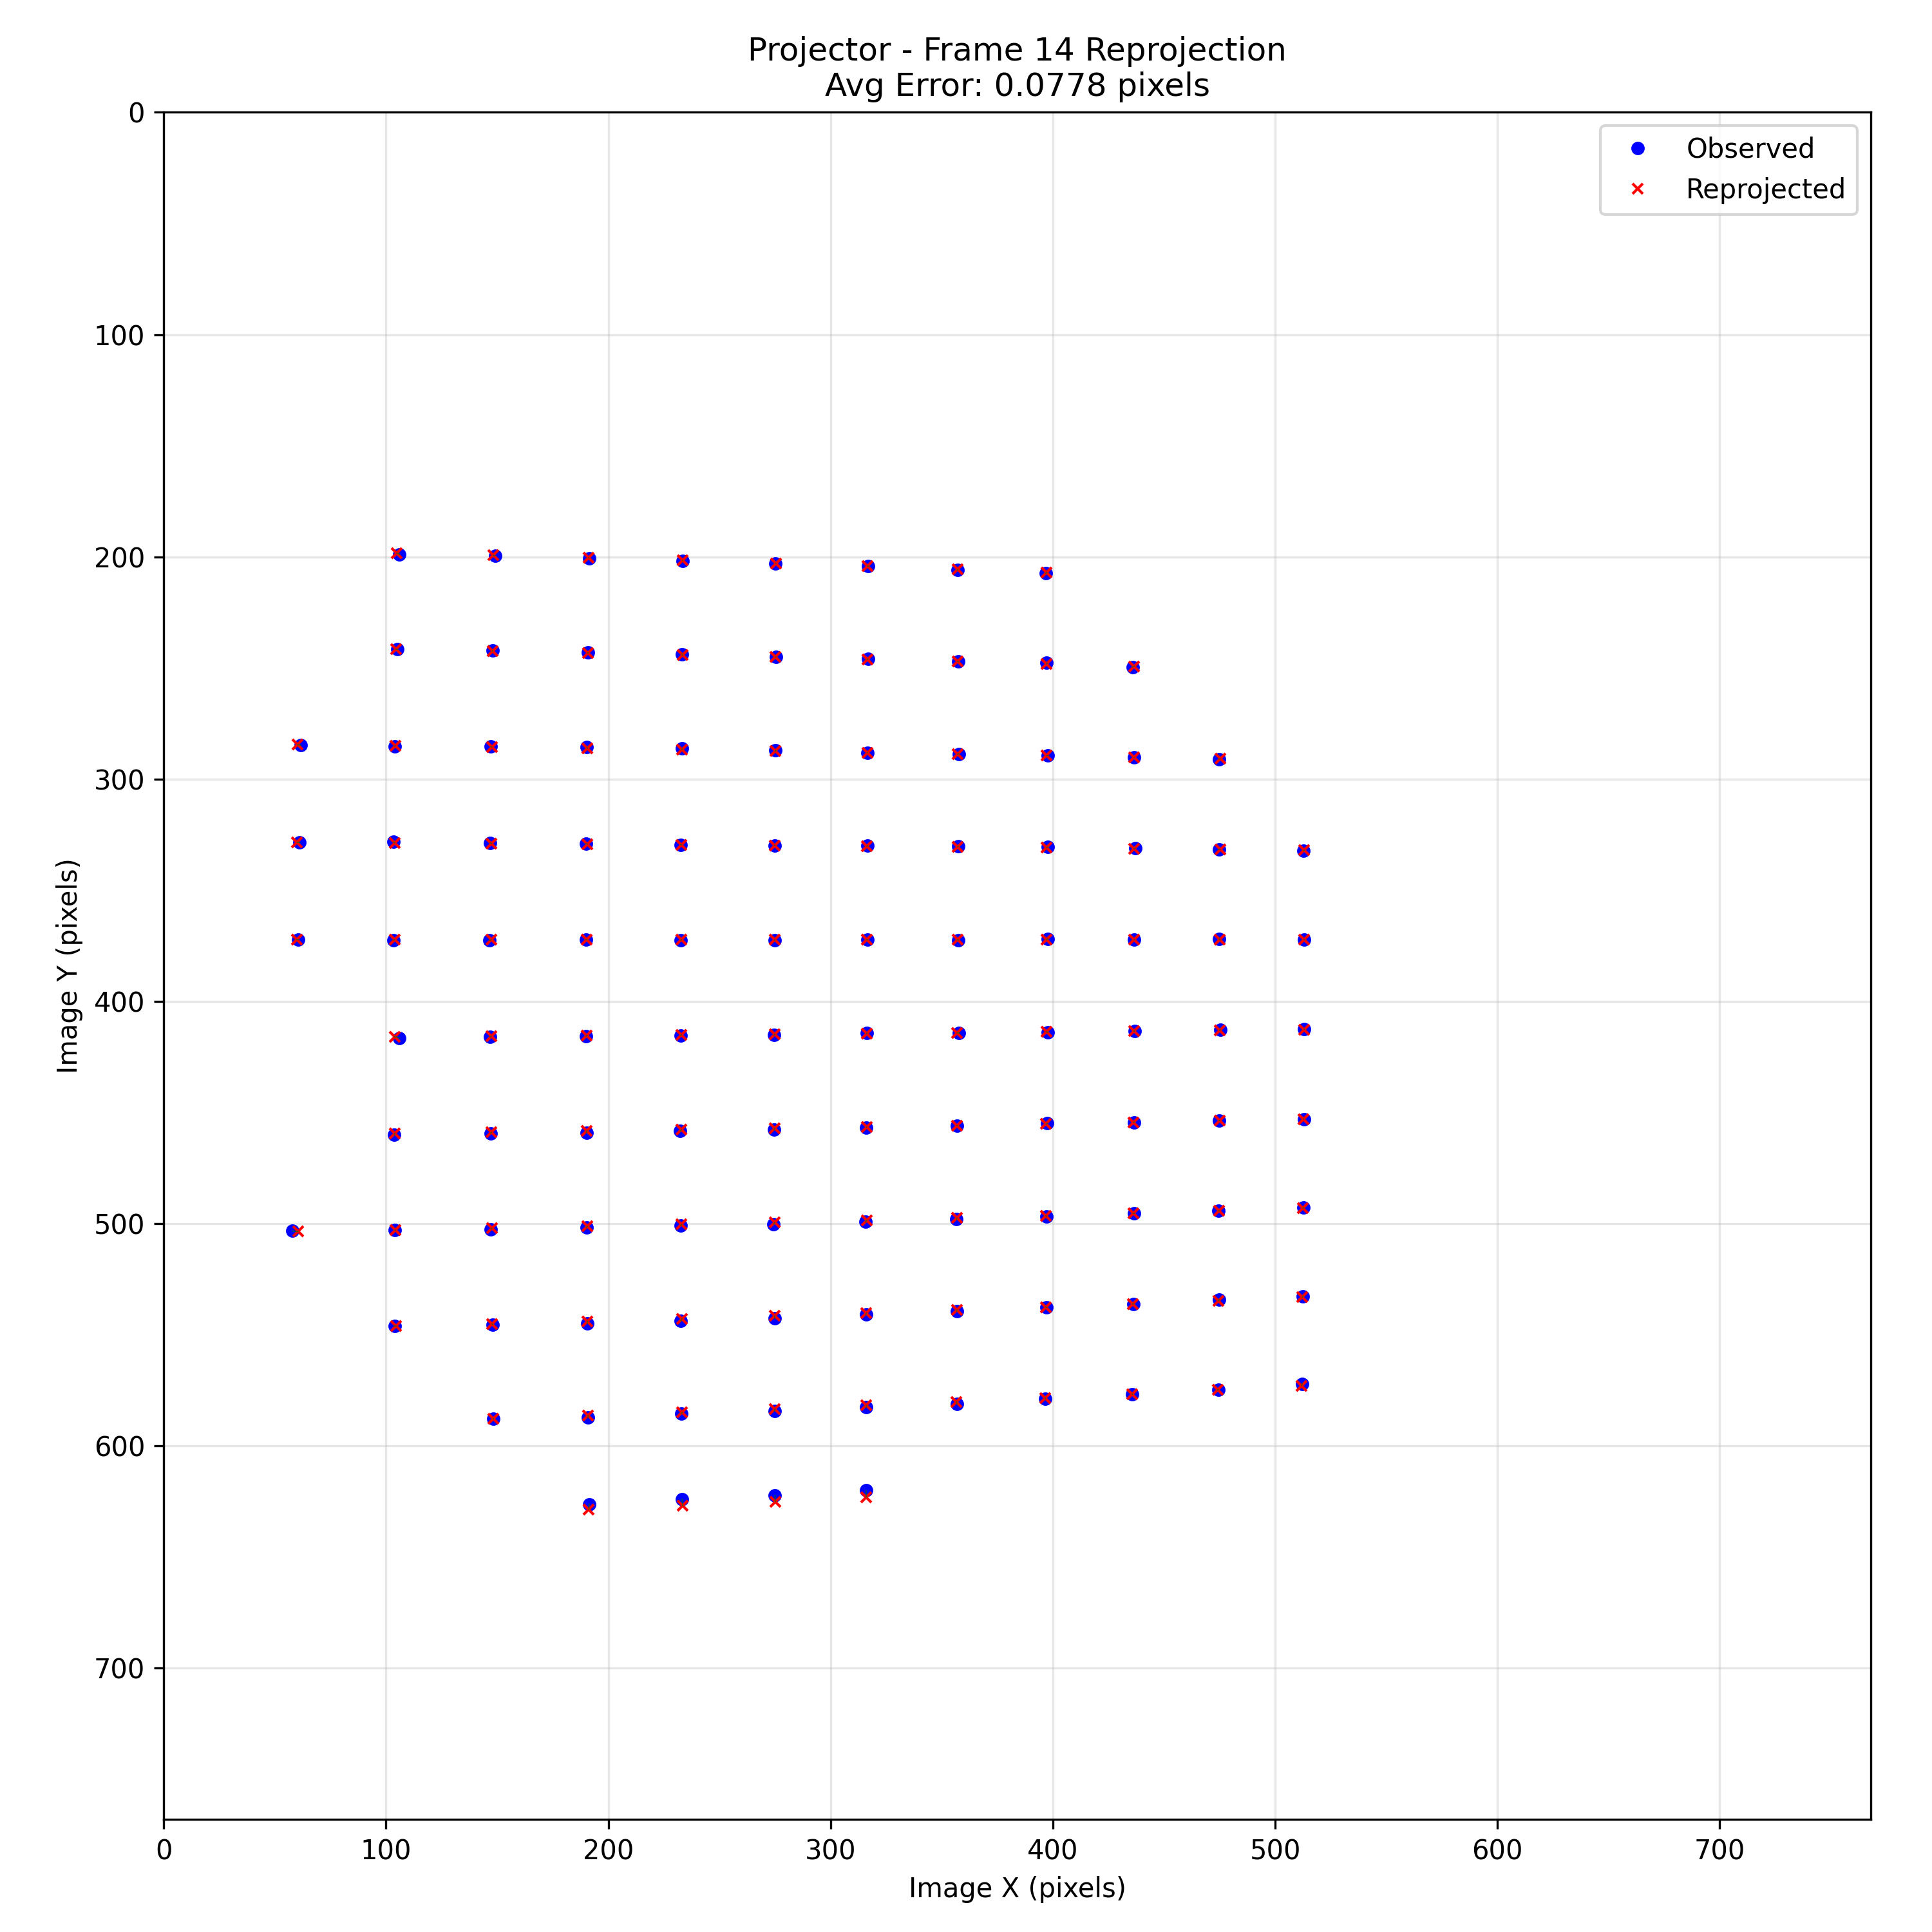 Projector - Frame 14 Reprojection
Avg Error: 0.0778 pixels
Observed
Reprojected
0
100
200
300
400
500
600
700
Image Y (pixels)
0 100 200 300 400 500 600 700
Image X (pixels)